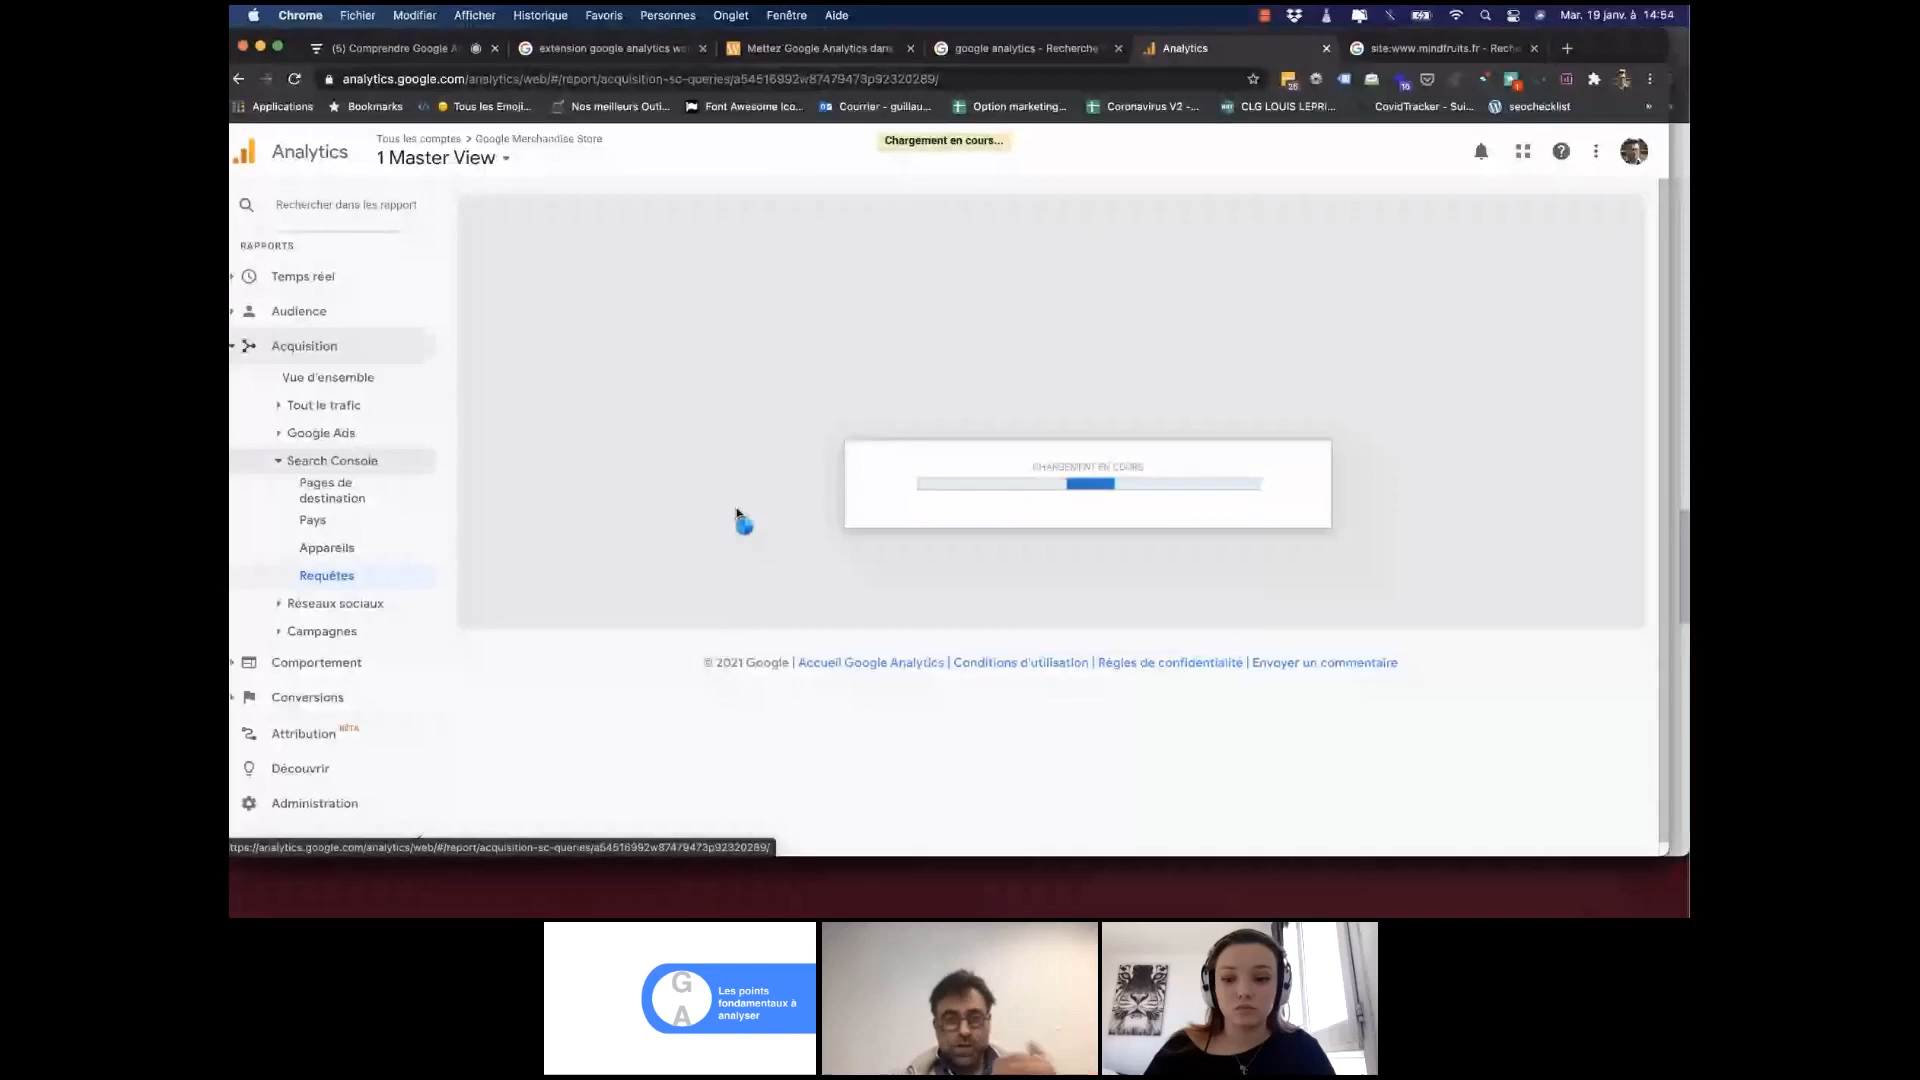 Chrome Fichier Modifier Afficher Historique Favoris Personnes Onglet Fenêtre Aide Mar. 19 janv. à 14:54
(5) Comprendre Google A extension google analytics wo Mettez Google Analytics dans google analytics - Recherche Analytics site:www.mindfruits.fr - Rech
analytics.google.com/analytics/web/#/report/acquisition-sc-queries/a54516992w87479473p92320289/
Applications Bookmarks Tous les Emoji... Nos meilleurs Outi... Font Awesome Ico... Courrier - guillau... Option marketing... Coronavirus V2 -... CLG LOUIS LEPRI... CovidTracker - Sui... seochecklist »
Analytics
Tous les comptes > Google Merchandise Store
1 Master View
Chargement en cours...
Rechercher dans les rapport
RAPPORTS
Temps réel
Audience
Acquisition
Vue d'ensemble
Tout le trafic
Google Ads
Search Console
Pages de
destination
Pays
Appareils
Requêtes
Réseaux sociaux
Campagnes
Comportement
Conversions
Attribution BÊTA
Découvrir
Administration
CHARGEMENT EN COURS
© 2021 Google | Accueil Google Analytics | Conditions d'utilisation | Règles de confidentialité | Envoyer un commentaire
ttps://analytics.google.com/analytics/web/#/report/acquisition-sc-queries/a54516992w87479473p92320289/
G
A
Les points
fondamentaux à
analyser